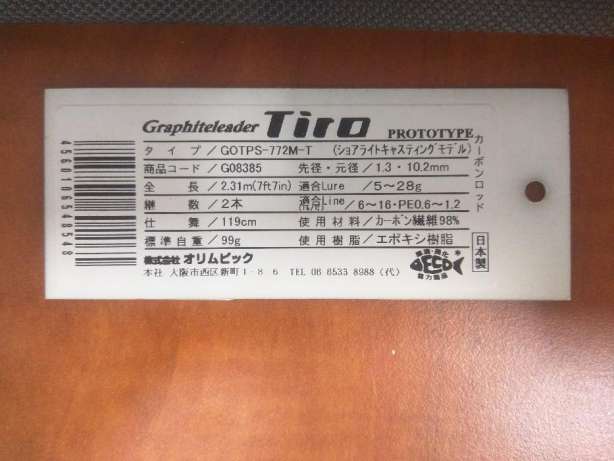 Graphiteleader Tiro PROTOTYPE
タイプ/GOTPS-772M-T (ショアライトキャスティングモデル)
商品コード/G08385 先径・元径/1.3・10.2mm
全長/2.31m(7ft7in) 適合Lure/5~28g
継数/2本 適合Line/6~16・PE0.6~1.2
仕舞/119cm 使用材料/カーボン繊維98%
標準自重/99g 使用樹脂/エポキシ樹脂
株式会社オリムピック
本社 大阪市西区新町1-8-6 TEL 06 6533 8988 (代)
カーボンロッド
日本製
4560106548548